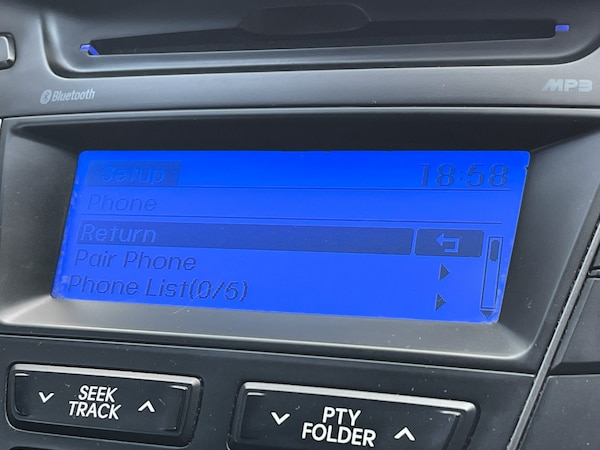 Bluetooth
MP3
Setup 18:58
Phone
Return
Pair Phone
Phone List(0/5)
SEEK
TRACK
PTY
FOLDER